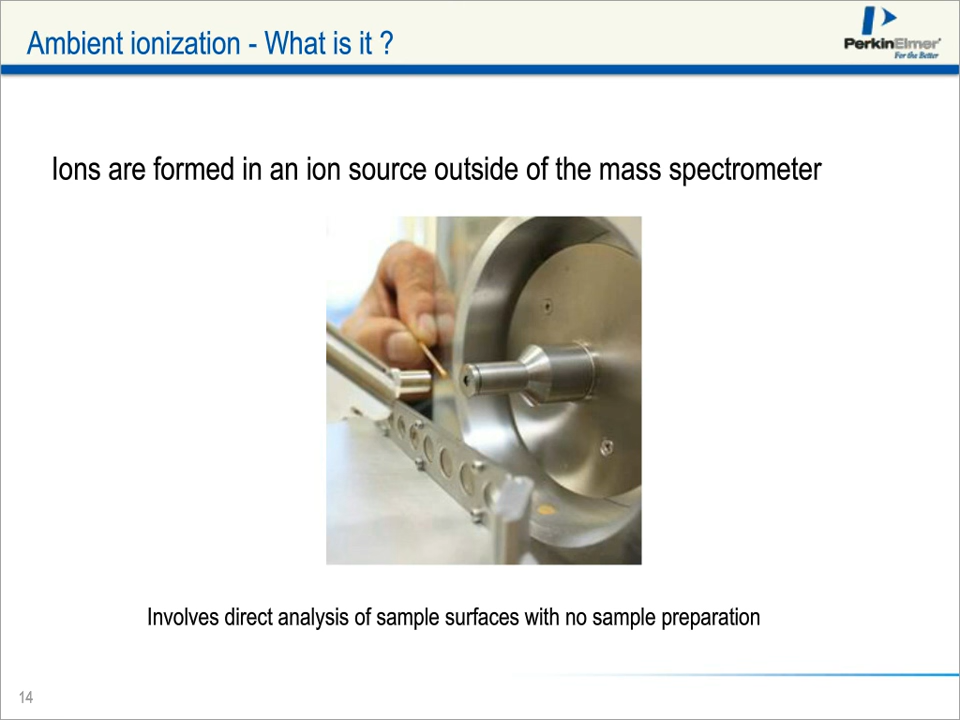 Ambient ionization - What is it ?
PerkinElmer
For the Better
Ions are formed in an ion source outside of the mass spectrometer
Involves direct analysis of sample surfaces with no sample preparation
14